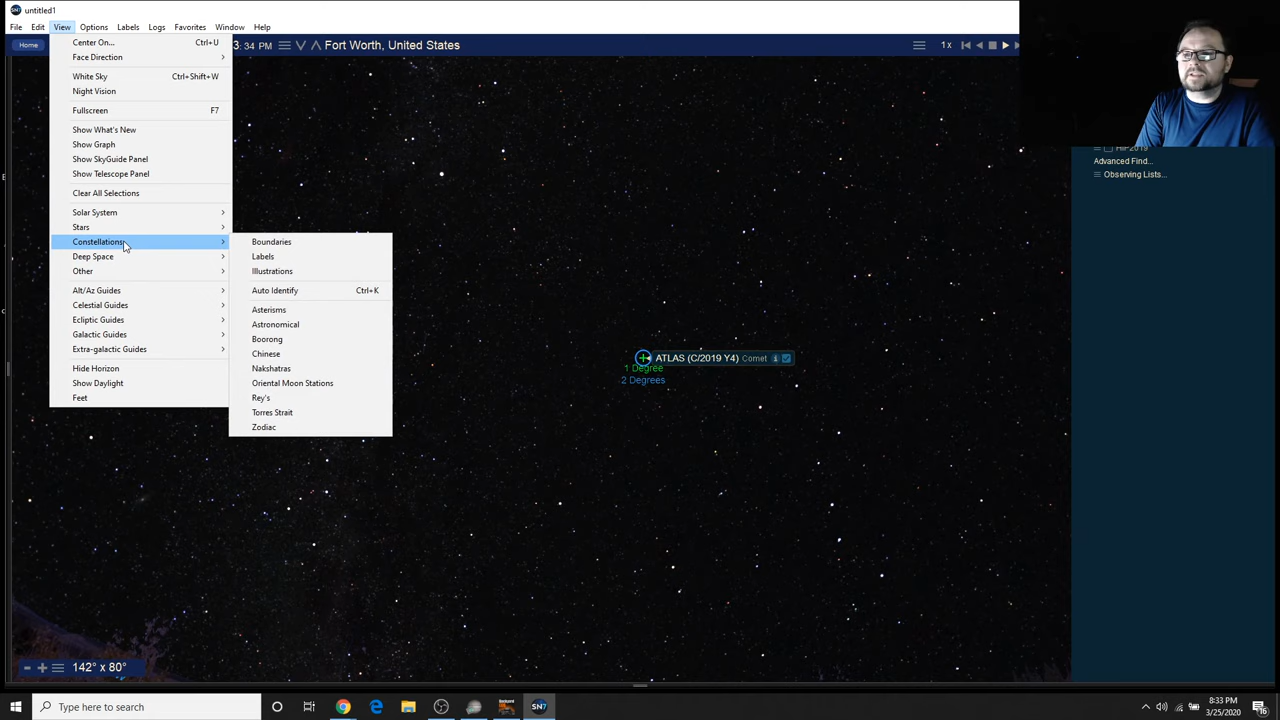 untitled1
File Edit View Options Labels Logs Favorites Window Help
Home
3:34 PM
Fort Worth, United States
1x
Center On... Ctrl+U
Face Direction
White Sky Ctrl+Shift+W
Night Vision
Fullscreen F7
Show What's New
Show Graph
Show SkyGuide Panel
Show Telescope Panel
Clear All Selections
Solar System
Stars
Constellations
Deep Space
Other
Alt/Az Guides
Celestial Guides
Ecliptic Guides
Galactic Guides
Extra-galactic Guides
Hide Horizon
Show Daylight
Feet
Boundaries
Labels
Illustrations
Auto Identify Ctrl+K
Asterisms
Astronomical
Boorong
Chinese
Nakshatras
Oriental Moon Stations
Rey's
Torres Strait
Zodiac
ATLAS (C/2019 Y4) Comet
1 Degree
2 Degrees
Advanced Find...
Observing Lists...
142° x 80°
Type here to search
SN7
8:33 PM
3/25/2020